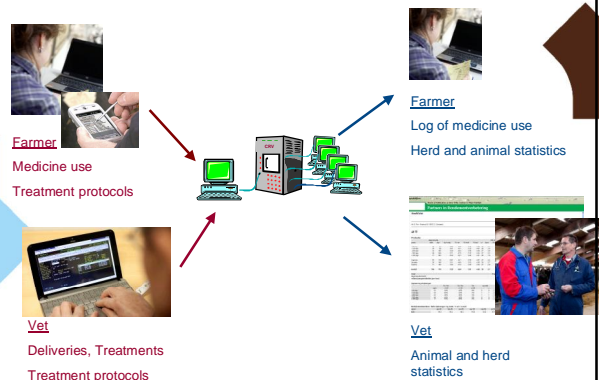 Farmer
Medicine use
Treatment protocols
Vet
Deliveries, Treatments
Treatment protocols
CRV
Farmer
Log of medicine use
Herd and animal statistics
Vet
Animal and herd
statistics